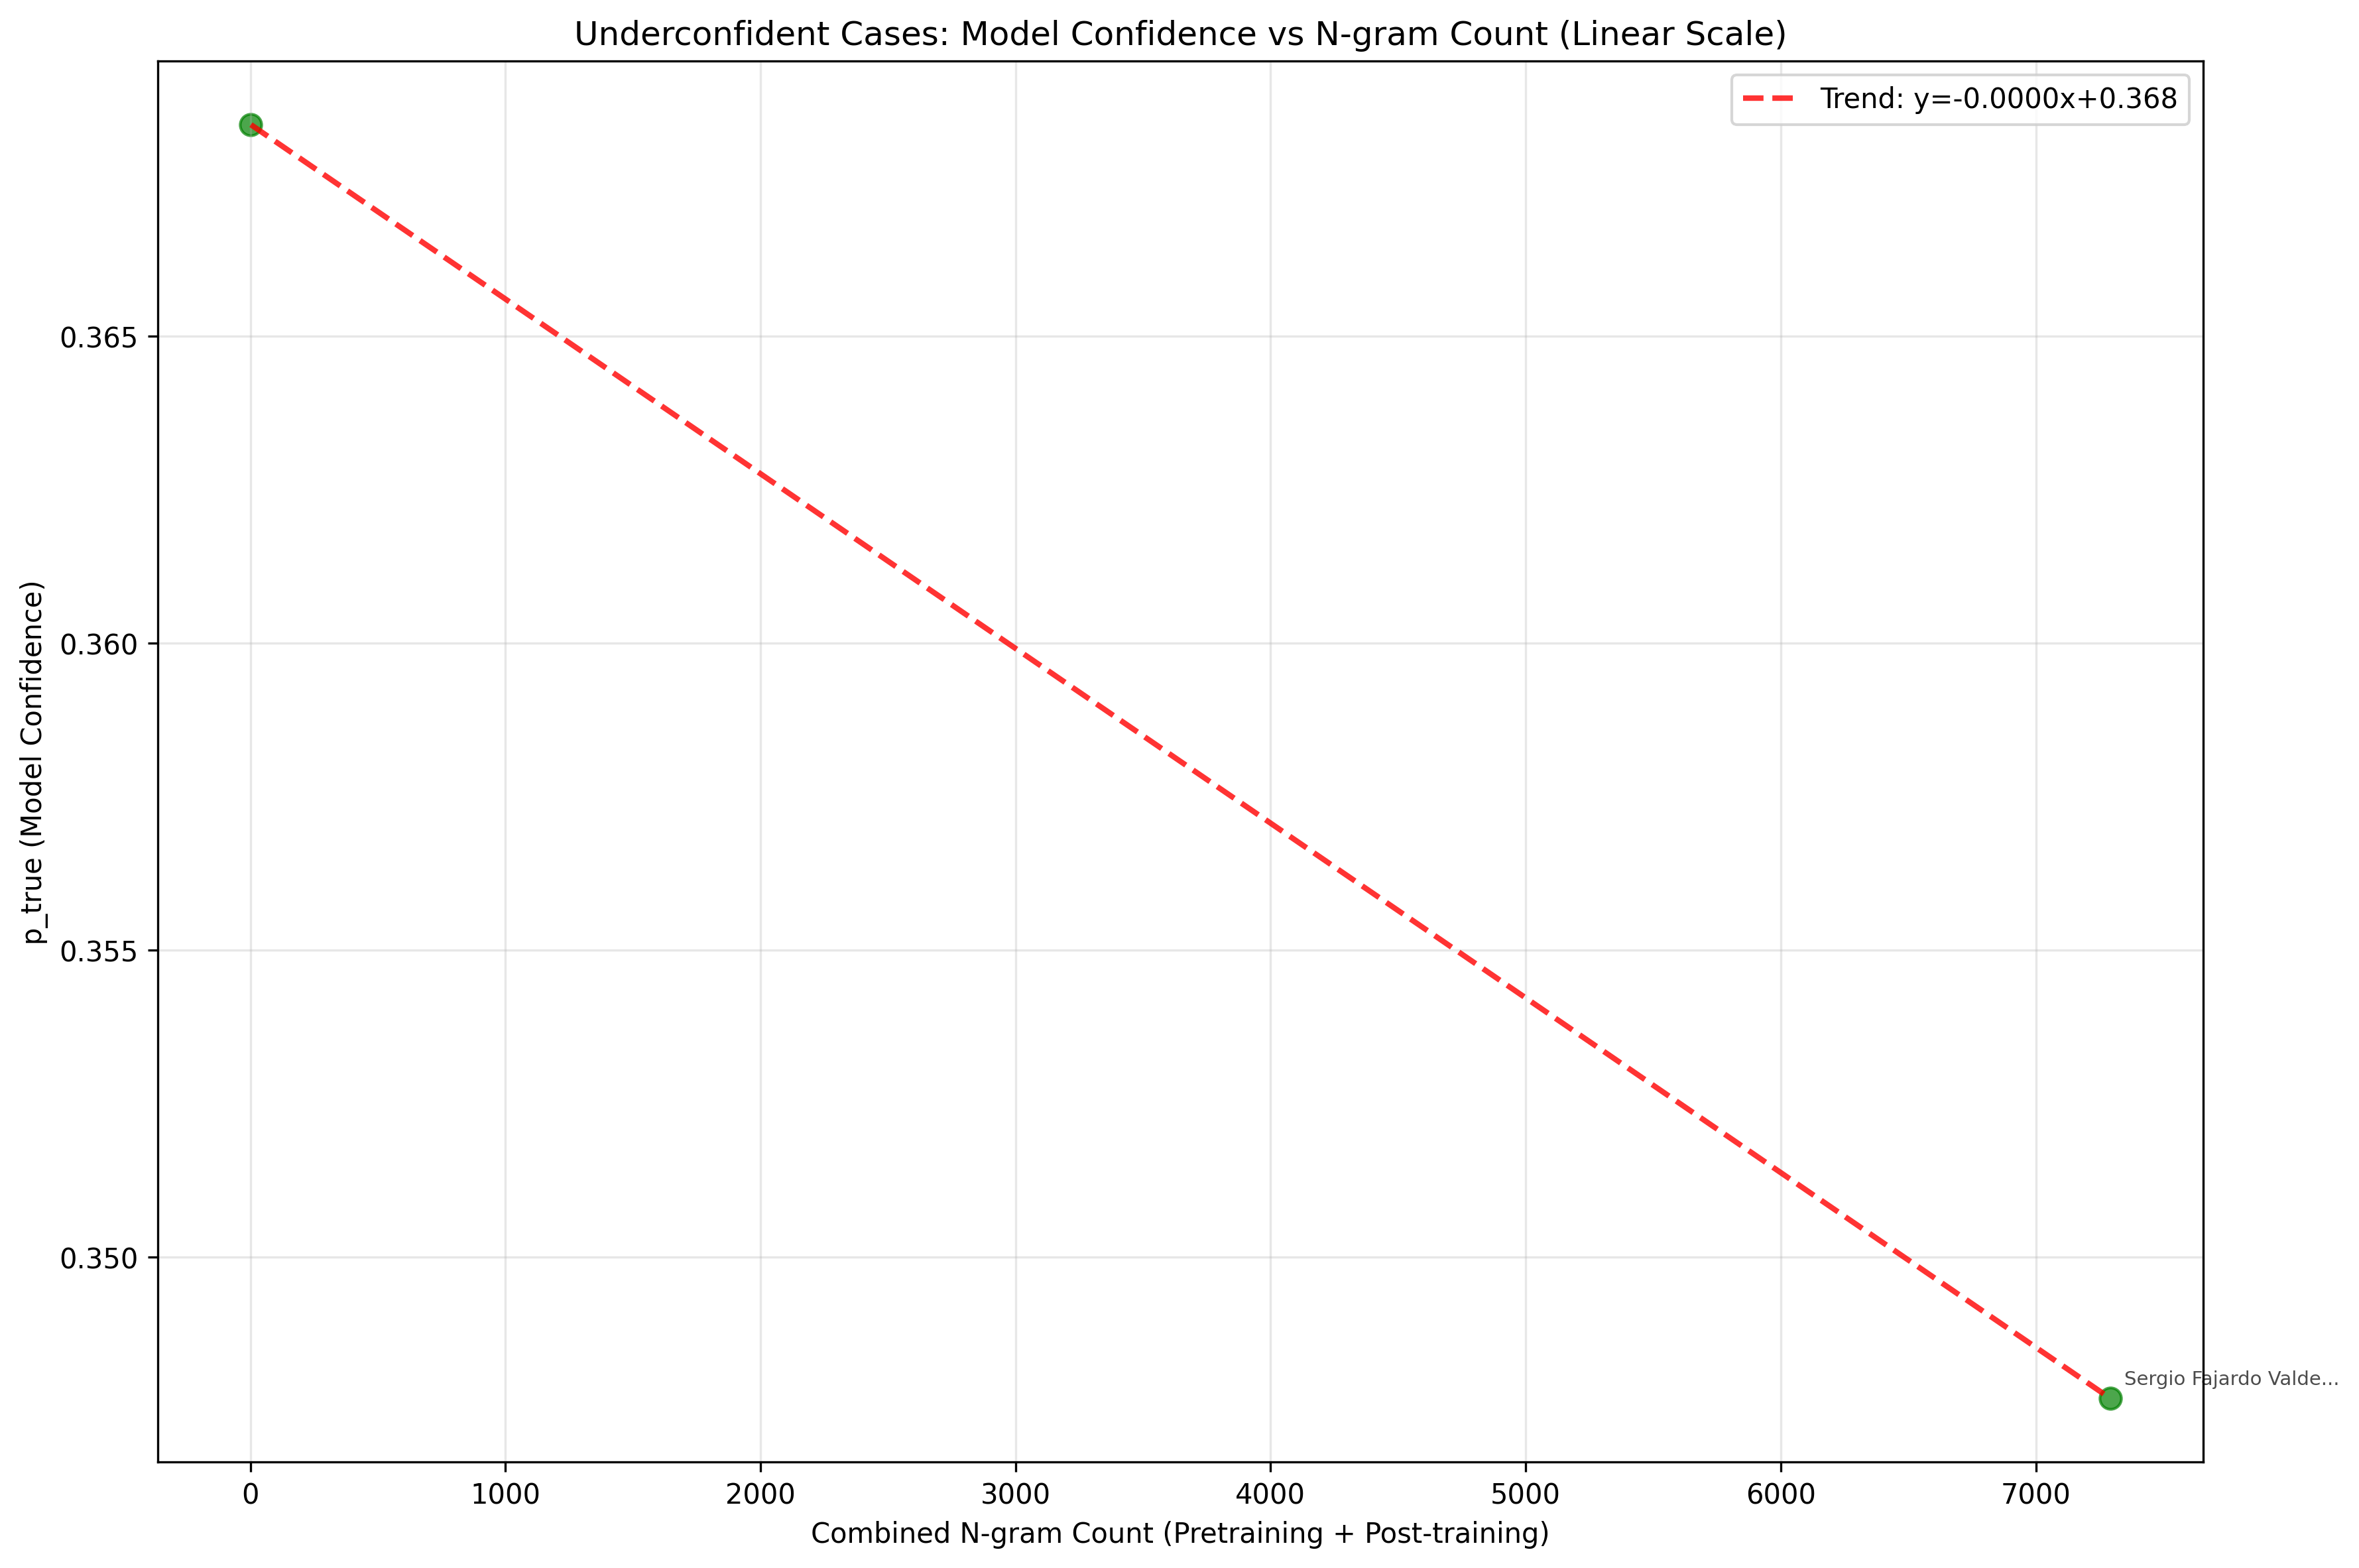 Underconfident Cases: Model Confidence vs N-gram Count (Linear Scale)
Trend: y=-0.0000x+0.368
p_true (Model Confidence)
0.365
0.360
0.355
0.350
Sergio Fajardo Valde...
0 1000 2000 3000 4000 5000 6000 7000
Combined N-gram Count (Pretraining + Post-training)